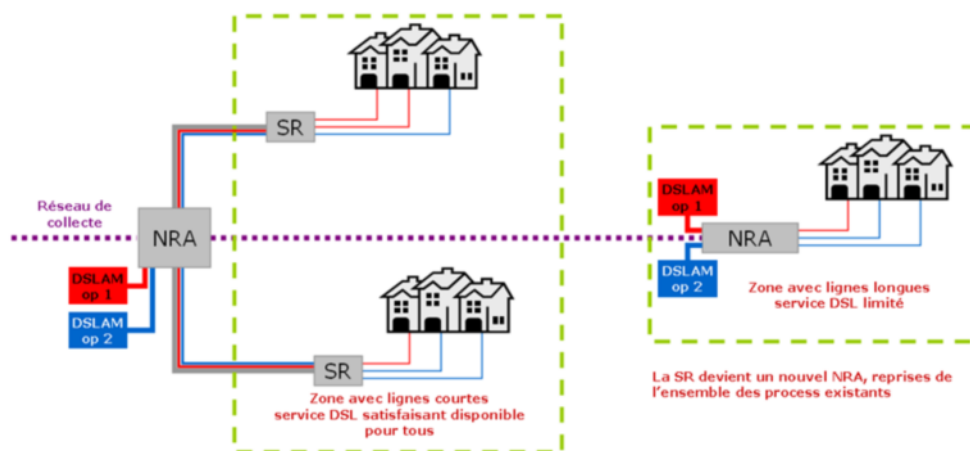 SR
Réseau de
collecte
NRA
DSLAM
op 1
DSLAM
op 2
SR
Zone avec lignes courtes
service DSL satisfaisant disponible
pour tous
DSLAM
op 1
NRA
DSLAM
op 2
Zone avec lignes longues
service DSL limité
La SR devient un nouvel NRA, reprises de
l'ensemble des process existants